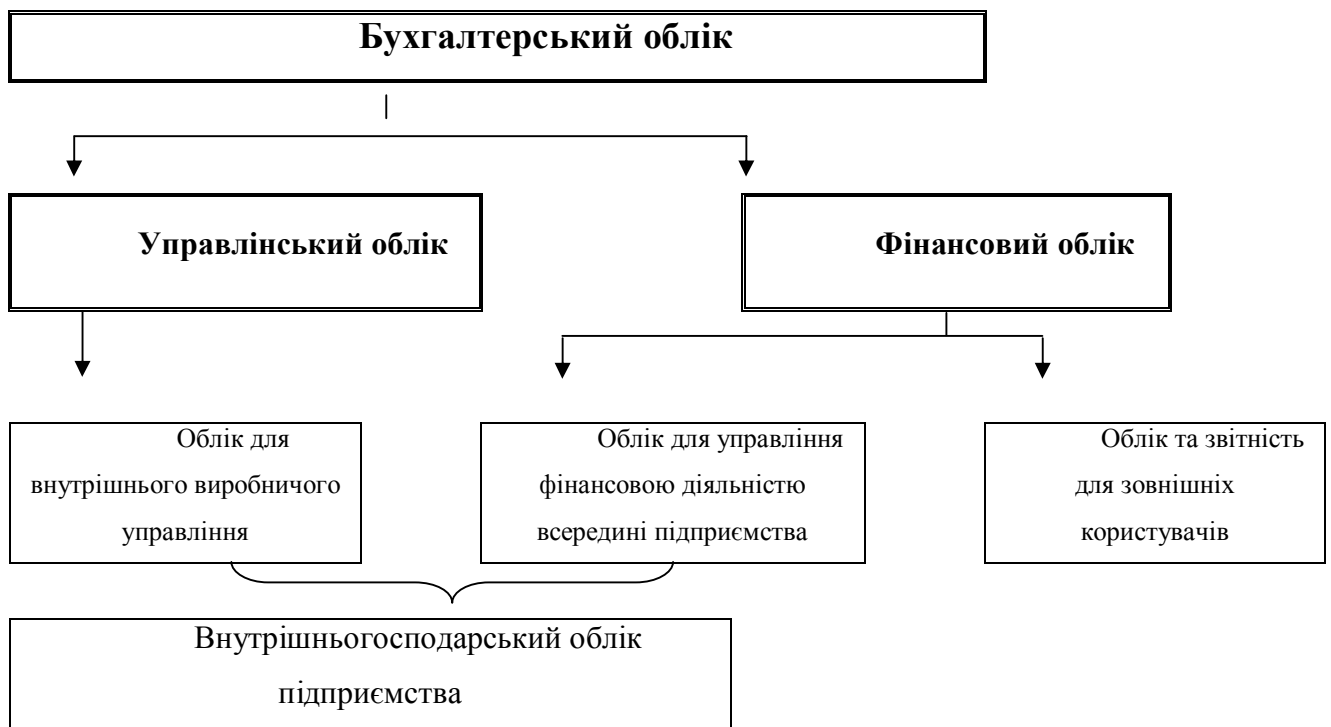 Бухгалтерський облік
Управлінський облік
Фінансовий облік
Облік для
внутрішнього виробничого
управління
Облік для управління
фінансовою діяльністю
всередині підприємства
Облік та звітність
для зовнішніх
користувачів
Внутрішньогосподарський облік
підприємства